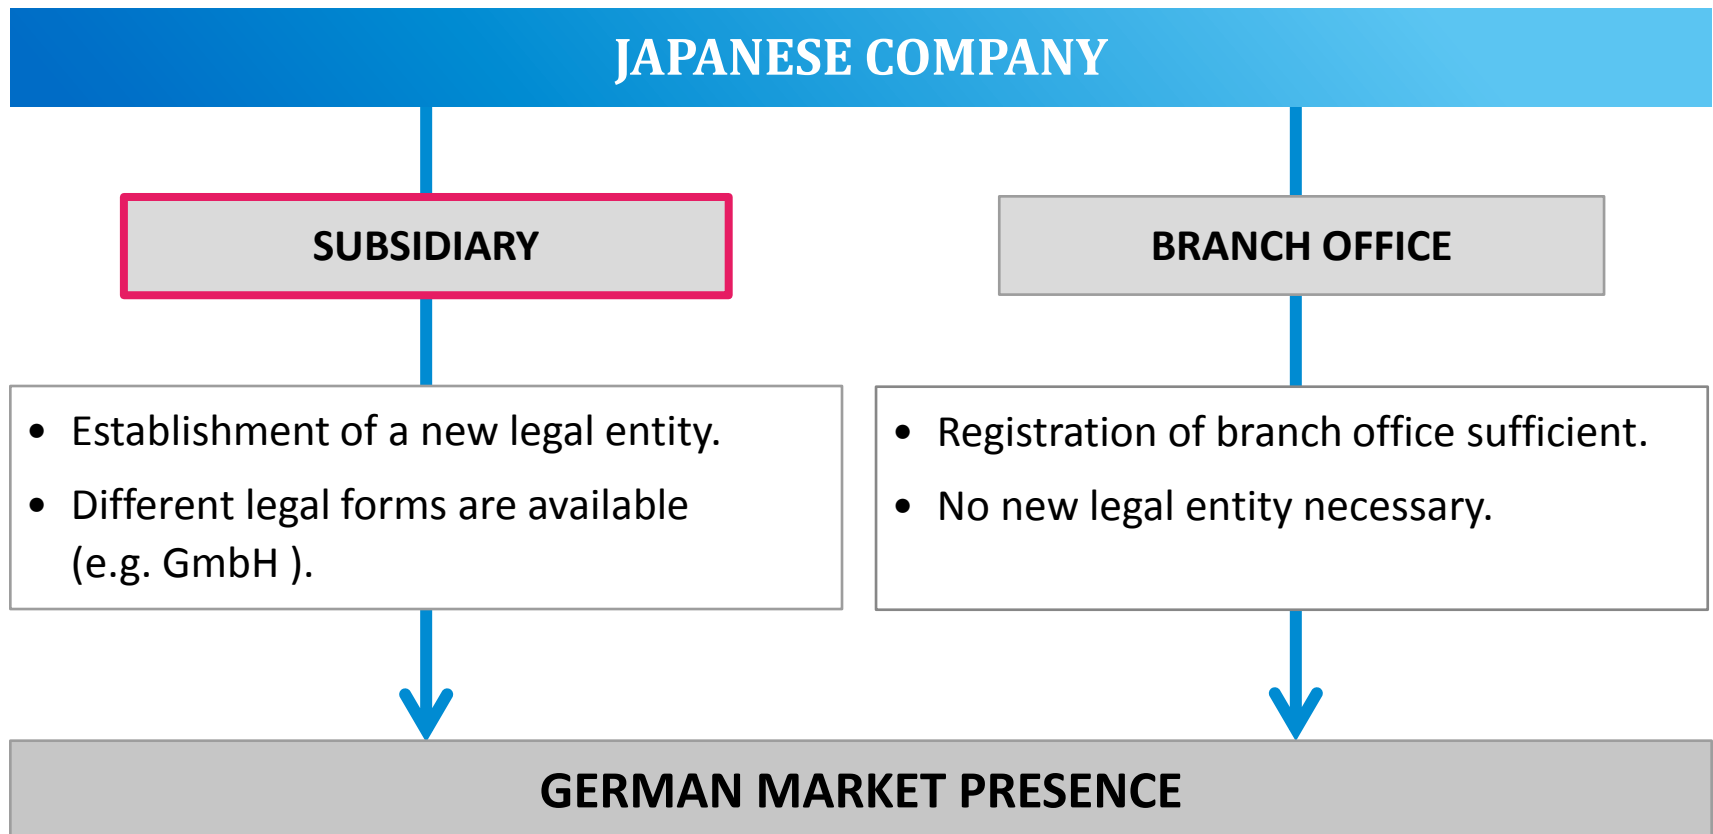 JAPANESE COMPANY
SUBSIDIARY
BRANCH OFFICE
• Establishment of a new legal entity.
• Different legal forms are available
(e.g. GmbH ).
• Registration of branch office sufficient.
• No new legal entity necessary.
GERMAN MARKET PRESENCE